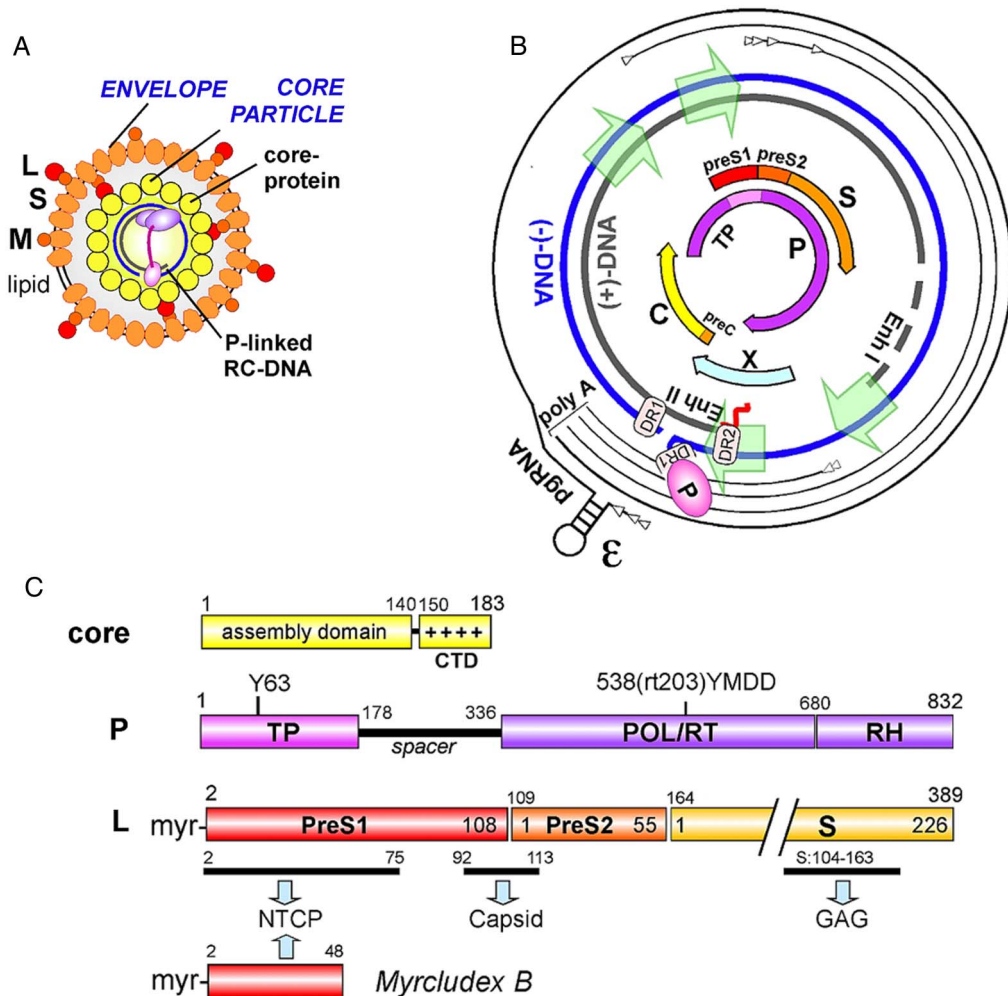 A
ENVELOPE
CORE
PARTICLE
core-
protein
L
S
M
lipid
P-linked
RC-DNA
B
preS1
preS2
S
TP
P
(-)-DNA
(+)-DNA
C
preC
X
Enh I
Enh II
DR1
DR2
DR1
P
poly A
pgRNA
ε
C
core
1
140
150
183
assembly domain
++++
CTD
P
1
Y63
178
336
538(rt203)YMDD
680
832
TP
spacer
POL/RT
RH
L
2
109
164
389
myr-
PreS1
108
1
PreS2
55
1
S
226
2
75
92
113
S:104-163
NTCP
Capsid
GAG
2
48
myr-
Myrcludex B